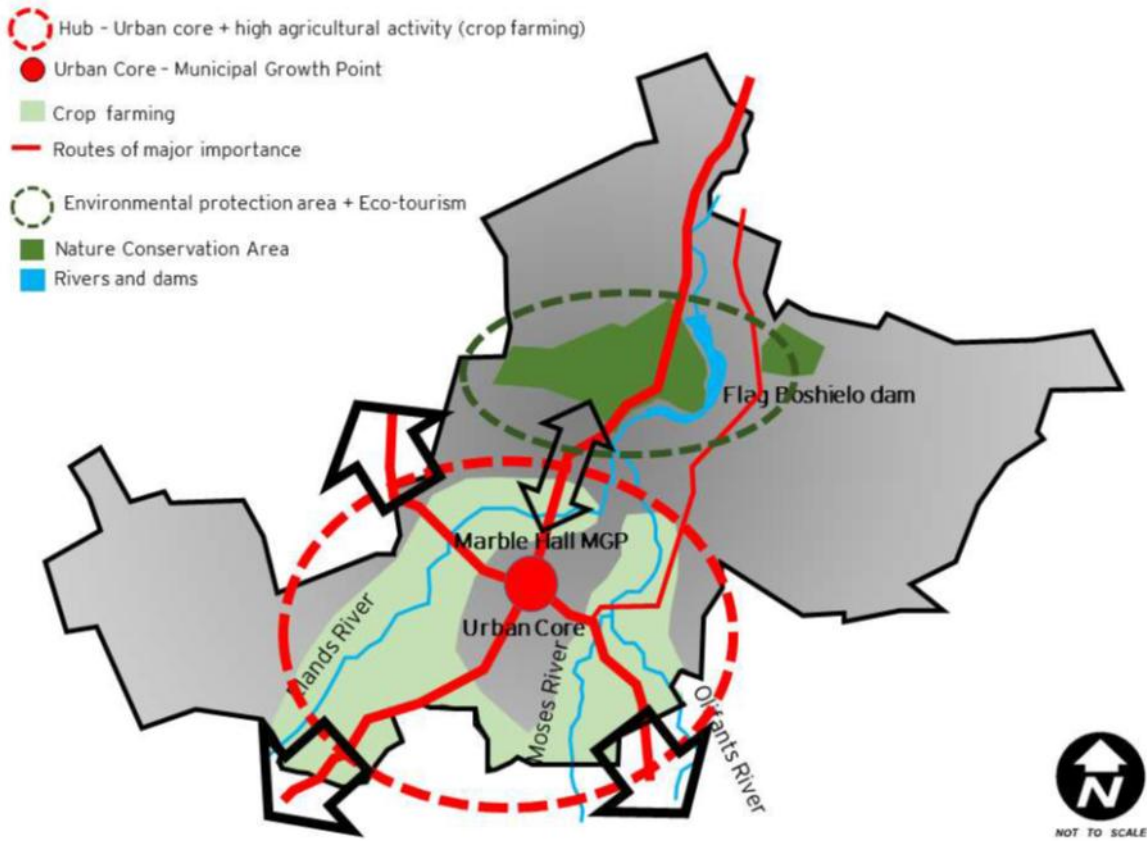 Hub - Urban core + high agricultural activity (crop farming)
Urban Core - Municipal Growth Point
Crop farming
Routes of major importance
Environmental protection area + Eco-tourism
Nature Conservation Area
Rivers and dams
Flag Boshielo dam
Marble Hall MGP
Urban Core
Elands River
Moses River
Olifants River
N
NOT TO SCALE